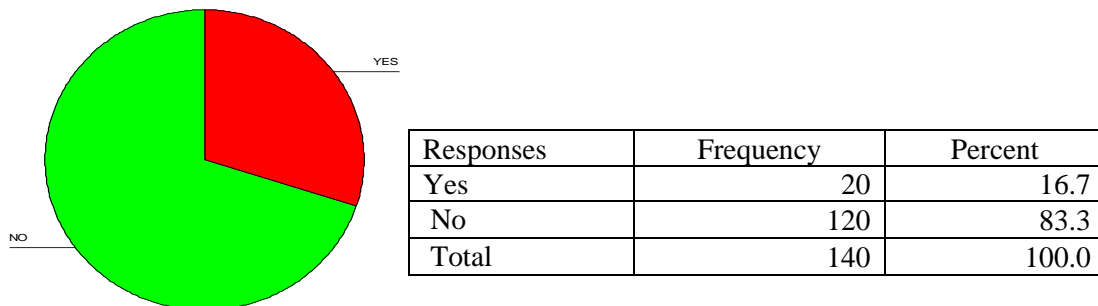 YES
NO
Responses Frequency Percent
Yes 20 16.7
No 120 83.3
Total 140 100.0